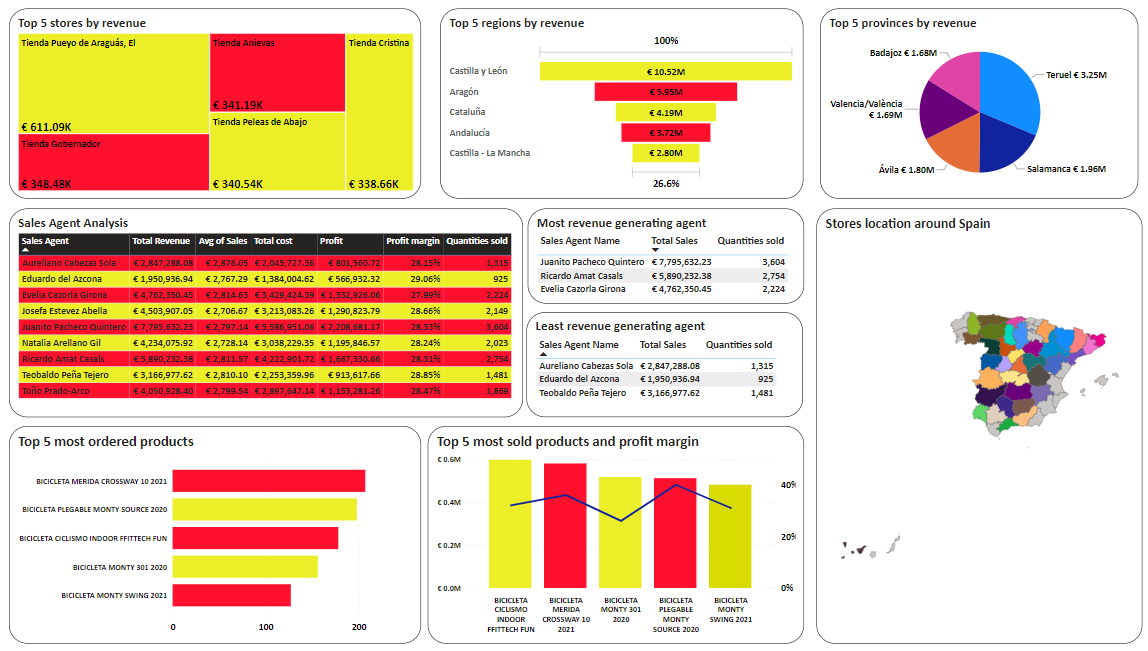 Top 5 stores by revenue
Tienda Pueyo de Araguás, El
€ 611.09K
Tienda Gobernador
€ 348.48K
Tienda Anievas
€ 341.19K
Tienda Peleas de Abajo
€ 340.54K
Tienda Cristina
€ 338.66K
Top 5 regions by revenue
100%
Castilla y León € 10.52M
Aragón € 5.95M
Cataluña € 4.19M
Andalucía € 3.72M
Castilla - La Mancha € 2.80M
26.6%
Top 5 provinces by revenue
Badajoz € 1.68M
Teruel € 3.25M
Valencia/València
€ 1.69M
Ávila € 1.80M
Salamanca € 1.96M
Sales Agent Analysis
Sales Agent Total Revenue Avg of Sales Total cost Profit Profit margin Quantities sold
Aureliano Cabezas Sola € 2,847,288.08 € 2,876.05 € 2,045,727.36 € 801,560.72 28.15% 1,315
Eduardo del Azcona € 1,950,936.94 € 2,767.29 € 1,384,004.62 € 566,932.32 29.06% 925
Evelia Cazorla Girona € 4,762,350.45 € 2,814.63 € 3,429,424.39 € 1,332,926.06 27.99% 2,224
Josefa Estevez Abella € 4,503,907.05 € 2,706.67 € 3,213,083.26 € 1,290,823.79 28.66% 2,149
Juanito Pacheco Quintero € 7,795,632.23 € 2,797.14 € 5,586,951.06 € 2,208,681.17 28.33% 3,604
Natalia Arellano Gil € 4,234,075.92 € 2,728.14 € 3,038,229.35 € 1,195,846.57 28.24% 2,023
Ricardo Amat Casals € 5,890,232.38 € 2,811.57 € 4,222,901.72 € 1,667,330.66 28.31% 2,754
Teobaldo Peña Tejero € 3,166,977.62 € 2,810.10 € 2,253,359.96 € 913,617.66 28.85% 1,481
Toño Prado-Arco € 4,050,928.40 € 2,799.54 € 2,897,647.14 € 1,153,281.26 28.47% 1,869
Most revenue generating agent
Sales Agent Name Total Sales Quantities sold
Juanito Pacheco Quintero € 7,795,632.23 3,604
Ricardo Amat Casals € 5,890,232.38 2,754
Evelia Cazorla Girona € 4,762,350.45 2,224
Least revenue generating agent
Sales Agent Name Total Sales Quantities sold
Aureliano Cabezas Sola € 2,847,288.08 1,315
Eduardo del Azcona € 1,950,936.94 925
Teobaldo Peña Tejero € 3,166,977.62 1,481
Stores location around Spain
Top 5 most ordered products
BICICLETA MERIDA CROSSWAY 10 2021
BICICLETA PLEGABLE MONTY SOURCE 2020
BICICLETA CICLISMO INDOOR FFITTECH FUN
BICICLETA MONTY 301 2020
BICICLETA MONTY SWING 2021
0 100 200
Top 5 most sold products and profit margin
€ 0.6M
€ 0.4M
€ 0.2M
€ 0.0M
40%
20%
0%
BICICLETA
CICLISMO
INDOOR
FFITTECH FUN
BICICLETA
MERIDA
CROSSWAY 10
2021
BICICLETA
MONTY 301
2020
BICICLETA
PLEGABLE
MONTY
SOURCE 2020
BICICLETA
MONTY
SWING 2021